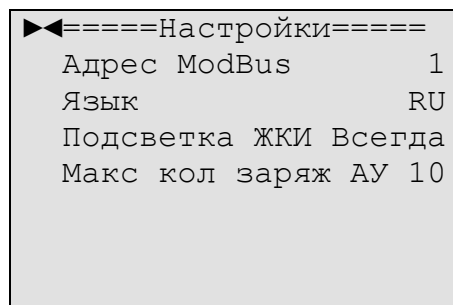 ►◄=====Настройки=====
Адрес ModBus 1
Язык RU
Подсветка ЖКИ Всегда
Макс кол заряж АУ 10